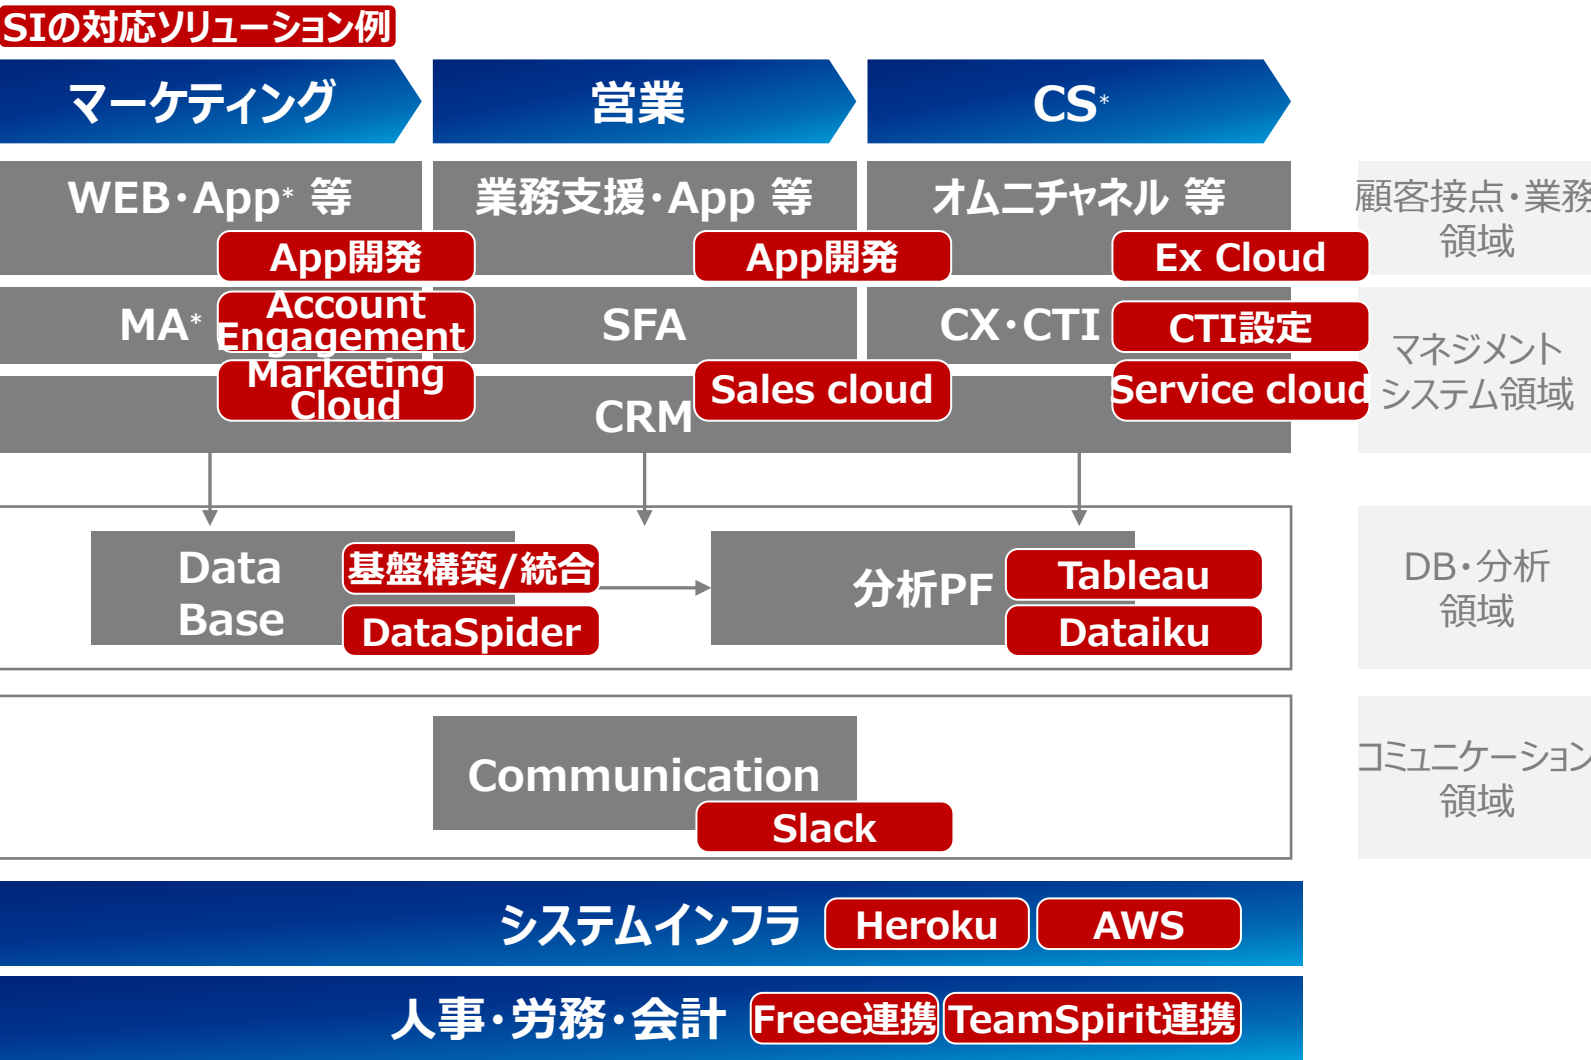 SIの対応ソリューション例
マーケティング
営業
CS*
WEB・App* 等
業務支援・App 等
オムニチャネル 等
顧客接点・業務
領域
App開発
App開発
Ex Cloud
MA*
Account
Engagement
SFA
CX・CTI
CTI設定
マネジメント
システム領域
Marketing
Cloud
CRM
Sales cloud
Service cloud
Data
Base
基盤構築/統合
DataSpider
分析PF
Tableau
Dataiku
DB・分析
領域
Communication
Slack
コミュニケーション
領域
システムインフラ
Heroku
AWS
人事・労務・会計
Freee連携
TeamSpirit連携